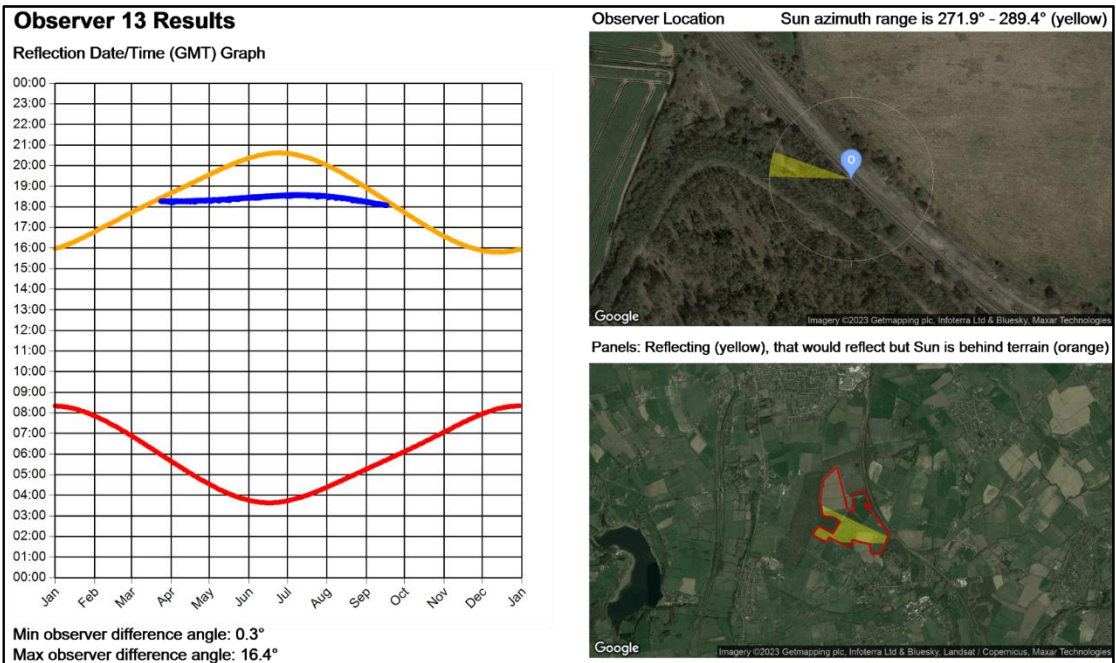 Observer 13 Results
Reflection Date/Time (GMT) Graph
00:00
23:00
22:00
21:00
20:00
19:00
18:00
17:00
16:00
15:00
14:00
13:00
12:00
11:00
10:00
09:00
08:00
07:00
06:00
05:00
04:00
03:00
02:00
01:00
00:00
Jan Feb Mar Apr May Jun Jul Aug Sep Oct Nov Dec Jan
Min observer difference angle: 0.3°
Max observer difference angle: 16.4°
Observer Location Sun azimuth range is 271.9° - 289.4° (yellow)
O
Google
Imagery ©2023 Getmapping plc, Infoterra Ltd & Bluesky, Maxar Technologies
Panels: Reflecting (yellow), that would reflect but Sun is behind terrain (orange)
Google
Imagery ©2023 Getmapping plc, Infoterra Ltd & Bluesky, Landsat / Copernicus, Maxar Technologies